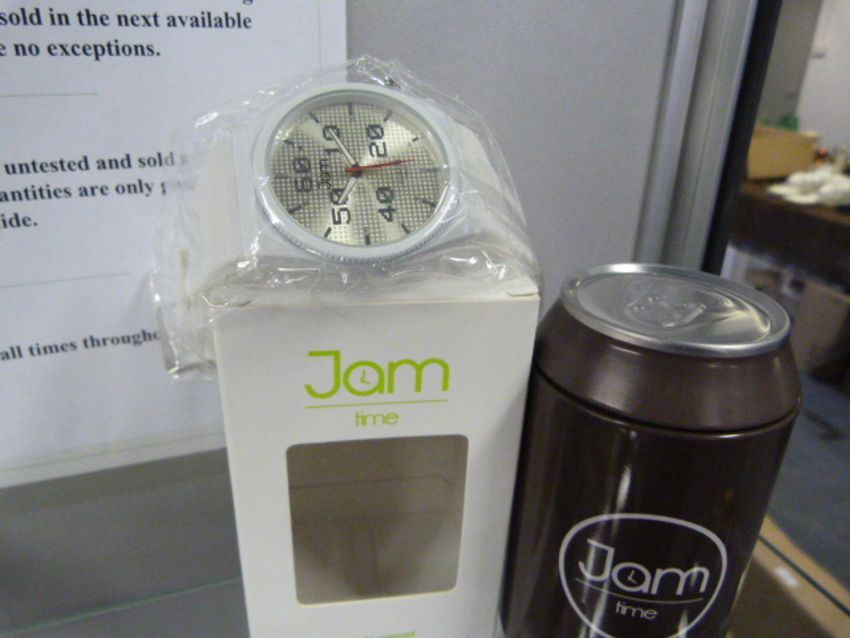 sold in the next available
e no exceptions.
untested and sold
antities are only
ide.
all times through
10
20
60
Jam
50
40
Jam
time
Jam
time